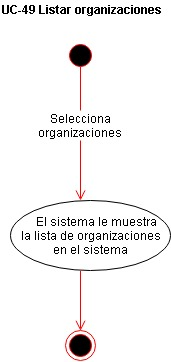 UC-49 Listar organizaciones
Selecciona
organizaciones
El sistema le muestra
la lista de organizaciones
en el sistema